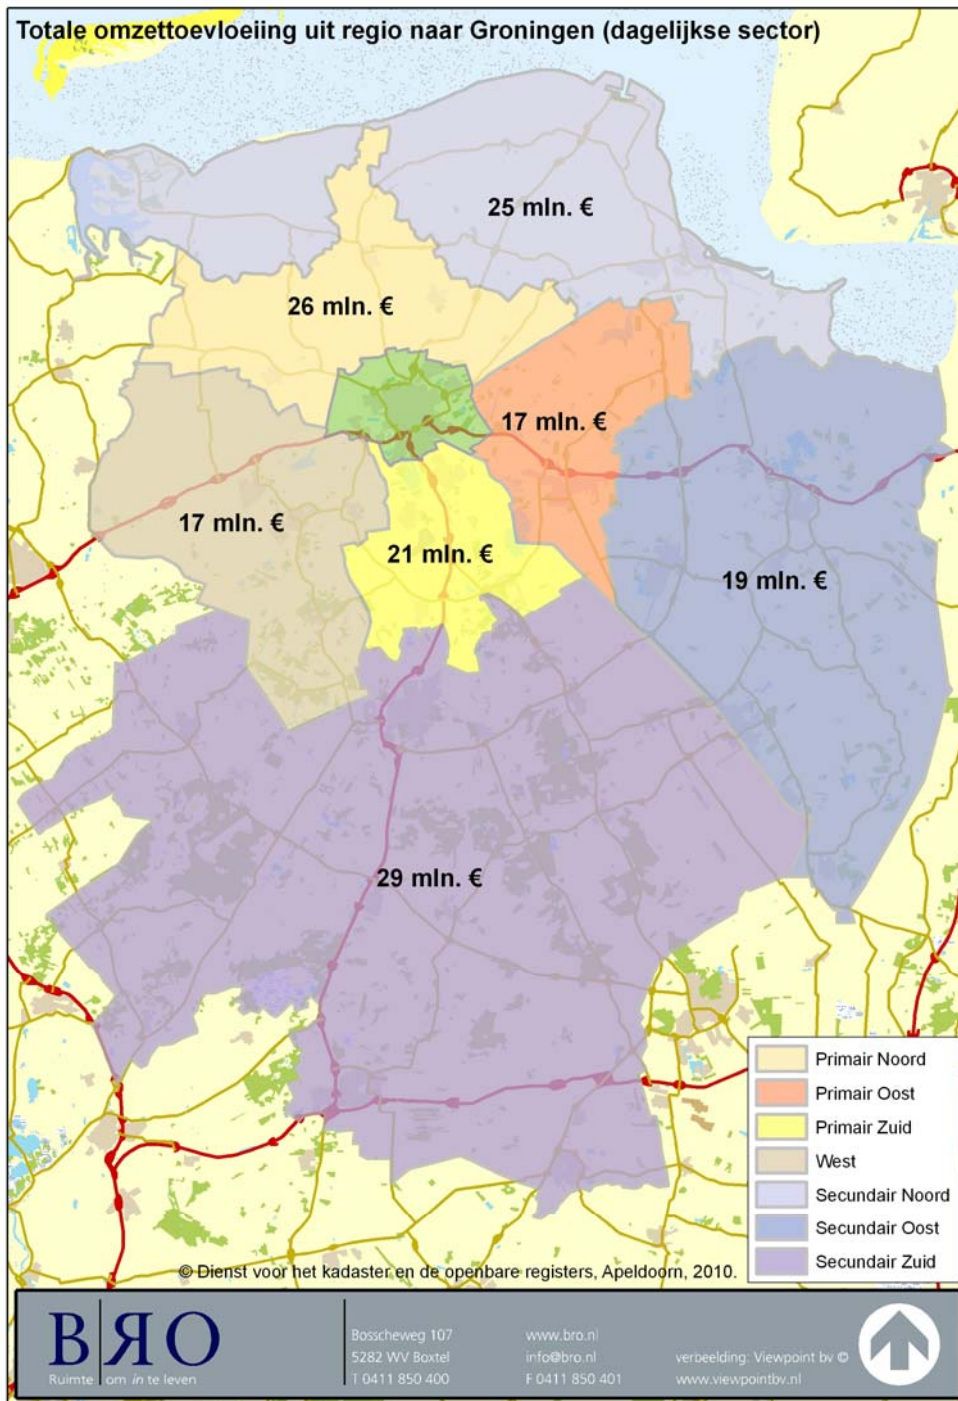 Totale omzettoevloeiing uit regio naar Groningen (dagelijkse sector)
25 mln. €
26 mln. €
17 mln. €
17 mln. €
21 mln. €
19 mln. €
29 mln. €
Primair Noord
Primair Oost
Primair Zuid
West
Secundair Noord
Secundair Oost
Secundair Zuid
© Dienst voor het kadaster en de openbare registers, Apeldoorn, 2010.
BRO
Ruimte om in te leven
Bosscheweg 107
5282 WV Boxtel
T 0411 850 400
www.bro.nl
info@bro.nl
F 0411 850 401
verbeelding: Viewpoint bv ©
www.viewpointbv.nl